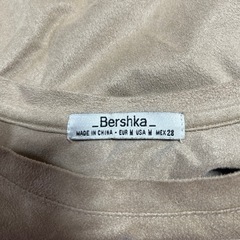 _Bershka_
MADE IN CHINA - EUR M USA M MEX 28